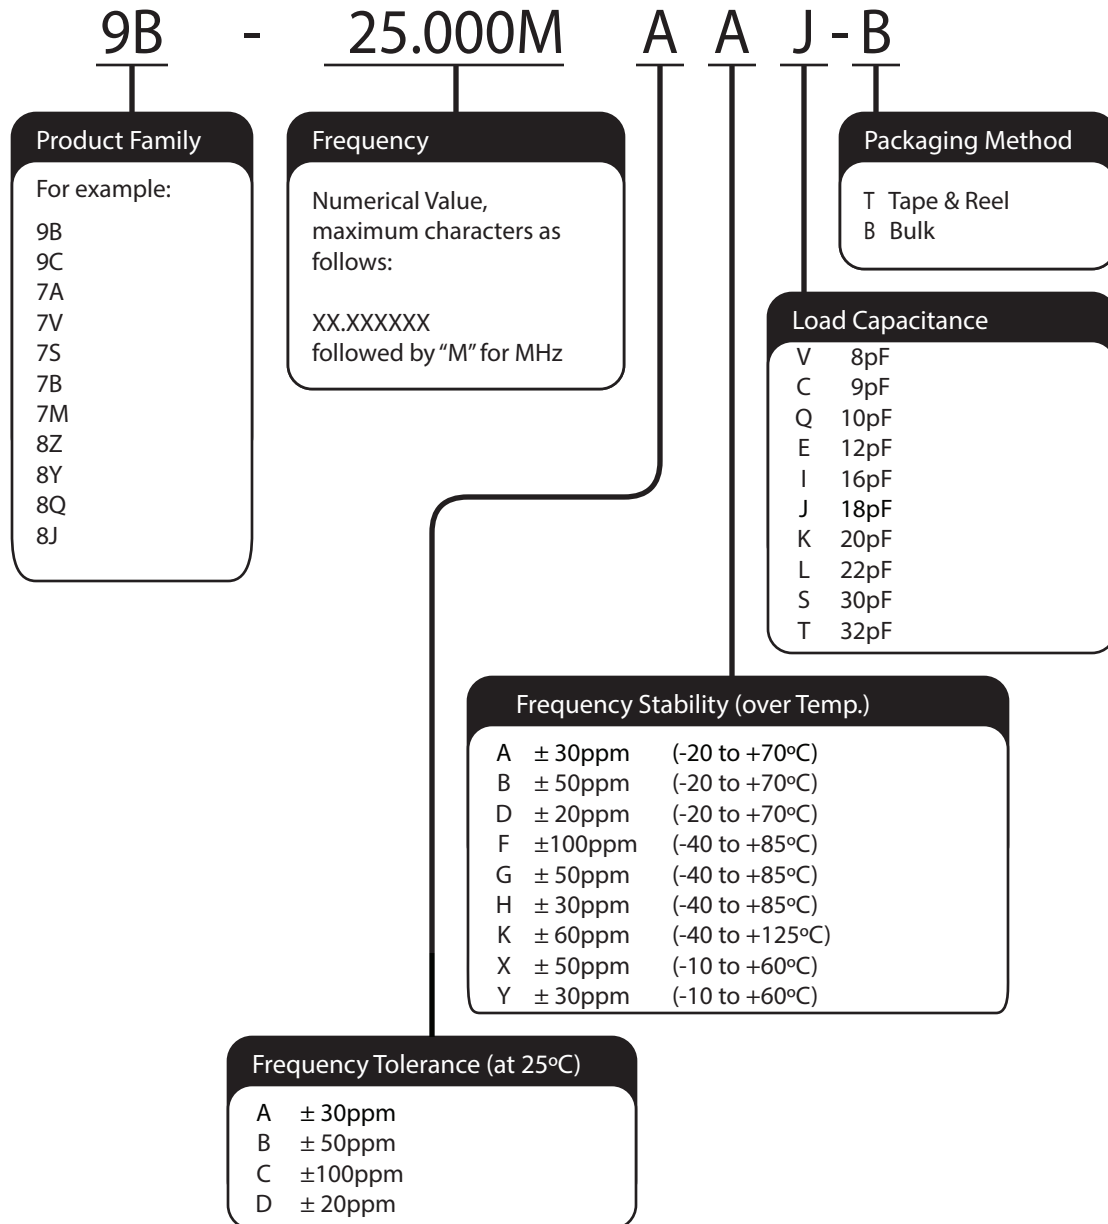 9B - 25.000M A A J - B
Product Family
For example:
9B
9C
7A
7V
7S
7B
7M
8Z
8Y
8Q
8J
Frequency
Numerical Value,
maximum characters as
follows:
XX.XXXXXX
followed by “M” for MHz
Packaging Method
T Tape & Reel
B Bulk
Load Capacitance
V 8pF
C 9pF
Q 10pF
E 12pF
I 16pF
J 18pF
K 20pF
L 22pF
S 30pF
T 32pF
Frequency Stability (over Temp.)
A ± 30ppm (-20 to +70ºC)
B ± 50ppm (-20 to +70ºC)
D ± 20ppm (-20 to +70ºC)
F ±100ppm (-40 to +85ºC)
G ± 50ppm (-40 to +85ºC)
H ± 30ppm (-40 to +85ºC)
K ± 60ppm (-40 to +125ºC)
X ± 50ppm (-10 to +60ºC)
Y ± 30ppm (-10 to +60ºC)
Frequency Tolerance (at 25ºC)
A ± 30ppm
B ± 50ppm
C ±100ppm
D ± 20ppm